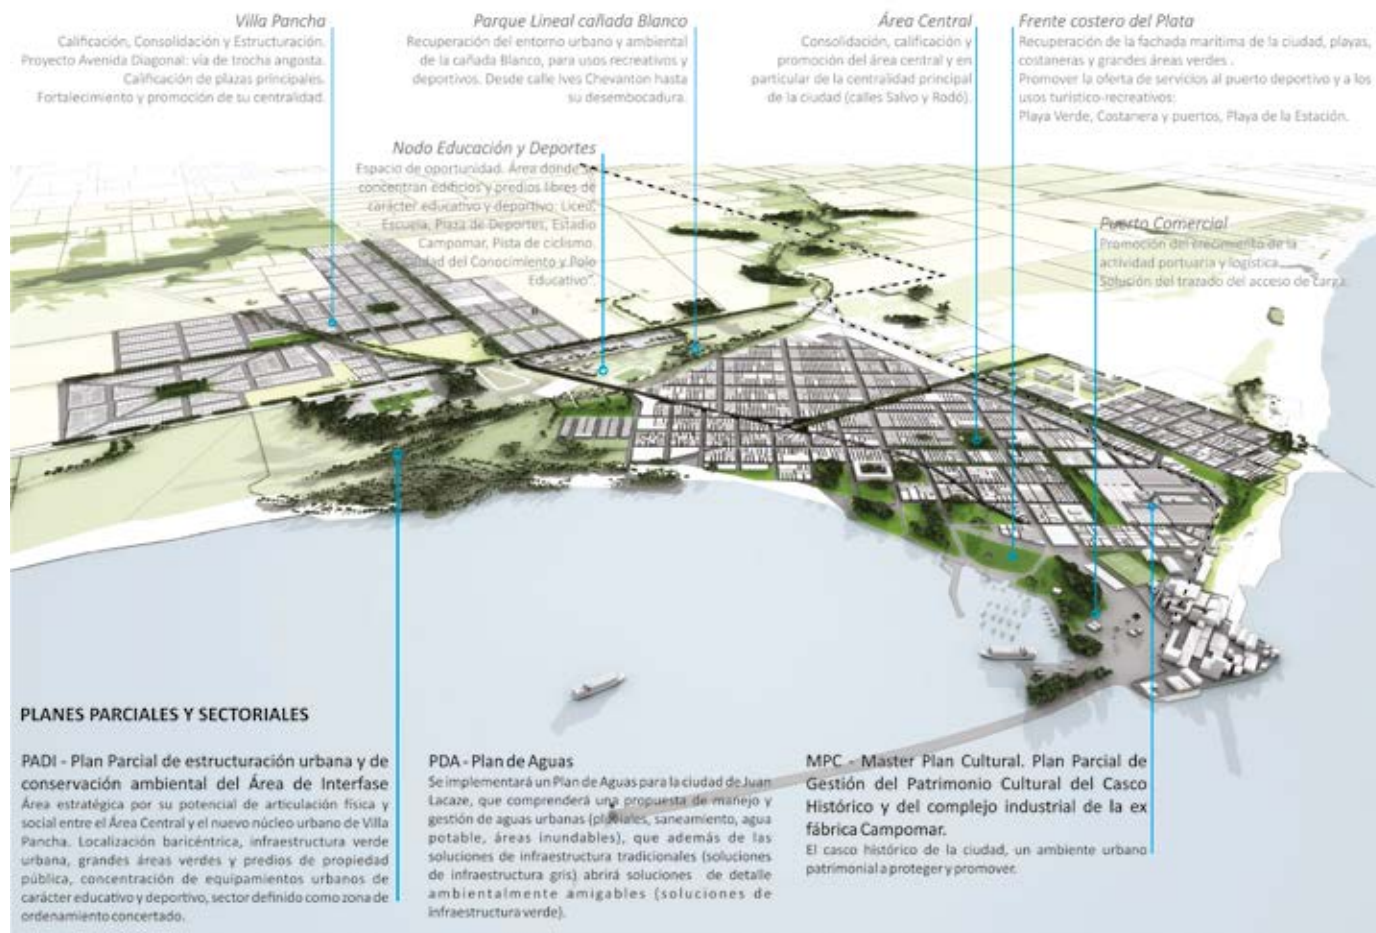 Villa Pancha
Calificación, Consolidación y Estructuración.
Proyecto Avenida Diagonal: vía de trocha angosta.
Calificación de plazas principales.
Fortalecimiento y promoción de su centralidad.
Parque Lineal cañada Blanco
Recuperación del entorno urbano y ambiental
de la cañada Blanco, para usos recreativos y
deportivos. Desde calle Ives Chevanton hasta
su desembocadura.
Área Central
Consolidación, calificación y
promoción del área central y en
particular de la centralidad principal
de la ciudad (calles Salvo y Rodó).
Frente costero del Plata
Recuperación de la fachada marítima de la ciudad, playas,
costaneras y grandes áreas verdes .
Promover la oferta de servicios al puerto deportivo y a los
usos turístico-recreativos:
Playa Verde, Costanera y puertos, Playa de la Estación.
Nodo Educación y Deportes
Espacio de oportunidad. Área donde se
concentran edificios y predios libres de
carácter educativo y deportivo: Liceo,
Escuela, Plaza de Deportes, Estadio
Campomar, Pista de ciclismo.
del Conocimiento y Polo
Educativo".
Puerto Comercial
Promoción del crecimiento de la
actividad portuaria y logística.
Solución del trazado del acceso de carga.
PLANES PARCIALES Y SECTORIALES
PADI - Plan Parcial de estructuración urbana y de
conservación ambiental del Área de Interfase
Área estratégica por su potencial de articulación física y
social entre el Área Central y el nuevo núcleo urbano de Villa
Pancha. Localización baricéntrica, infraestructura verde
urbana, grandes áreas verdes y predios de propiedad
pública, concentración de equipamientos urbanos de
carácter educativo y deportivo, sector definido como zona de
ordenamiento concertado.
PDA - Plan de Aguas
Se implementará un Plan de Aguas para la ciudad de Juan
Lacaze, que comprenderá una propuesta de manejo y
gestión de aguas urbanas (pluviales, saneamiento, agua
potable, áreas inundables), que además de las
soluciones de infraestructura tradicionales (soluciones
de infraestructura gris) abrirá soluciones de detalle
ambientalmente amigables (soluciones de
infraestructura verde).
MPC - Master Plan Cultural. Plan Parcial de
Gestión del Patrimonio Cultural del Casco
Histórico y del complejo industrial de la ex
fábrica Campomar.
El casco histórico de la ciudad, un ambiente urbano
patrimonial a proteger y promover.